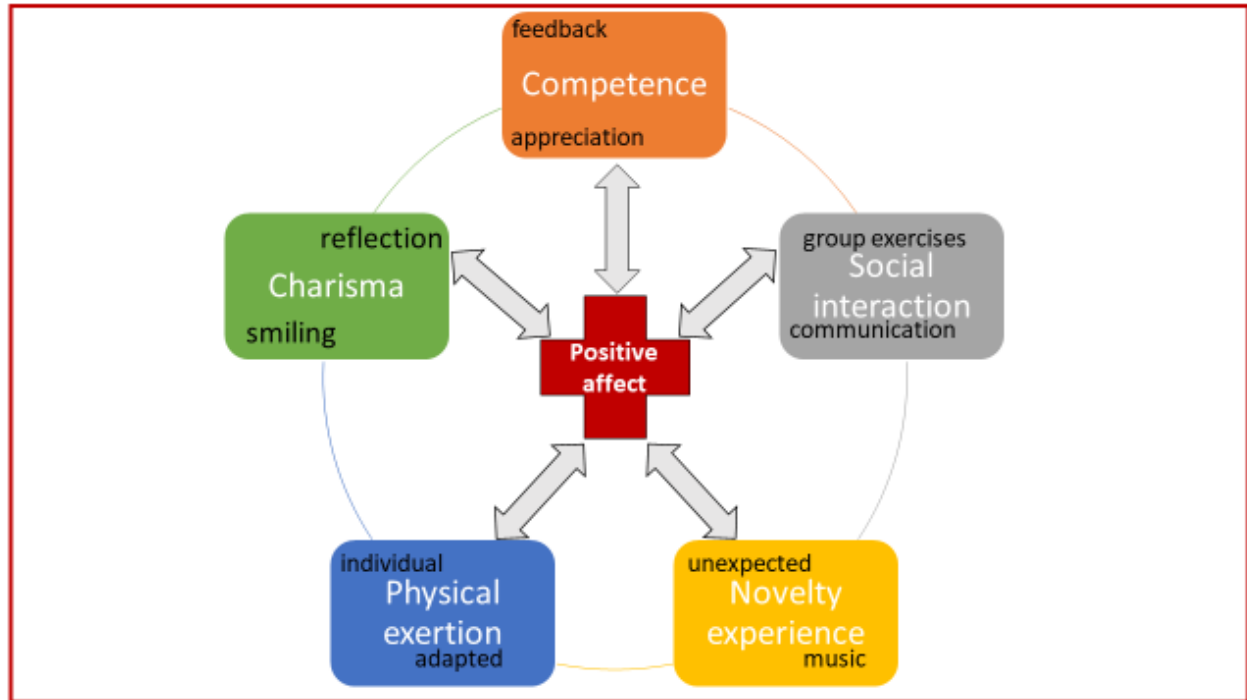 feedback
Competence
appreciation
reflection
Charisma
smiling
group exercises
Social
interaction
communication
Positive
affect
individual
Physical
exertion
adapted
unexpected
Novelty
experience
music